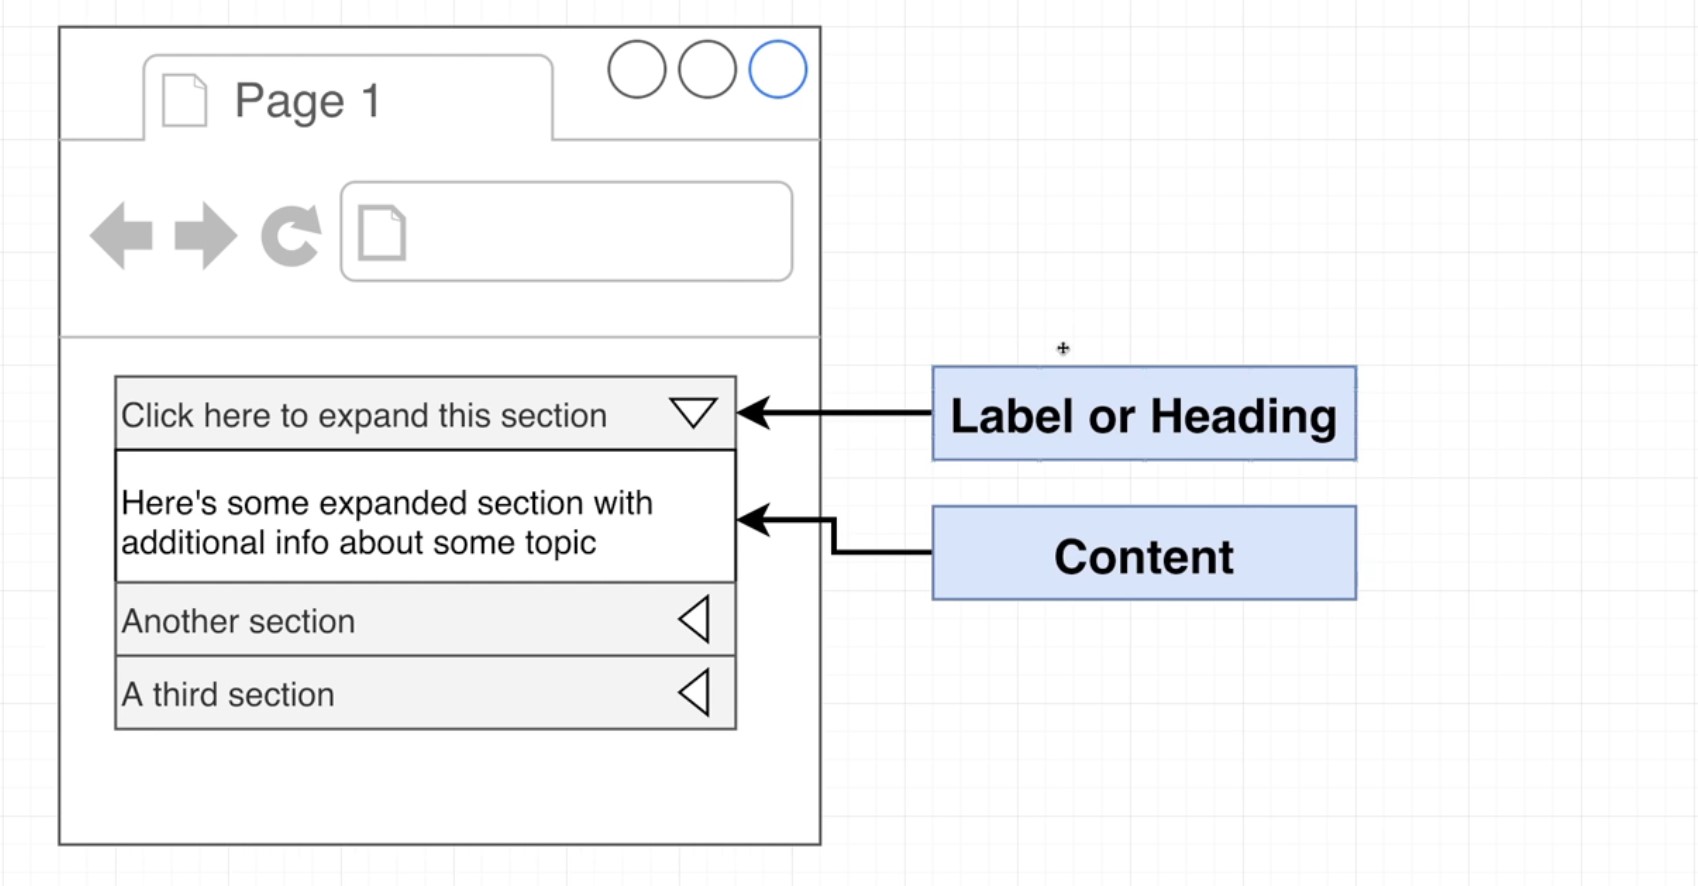 Page 1
Click here to expand this section
Here's some expanded section with
additional info about some topic
Another section
A third section
Label or Heading
Content